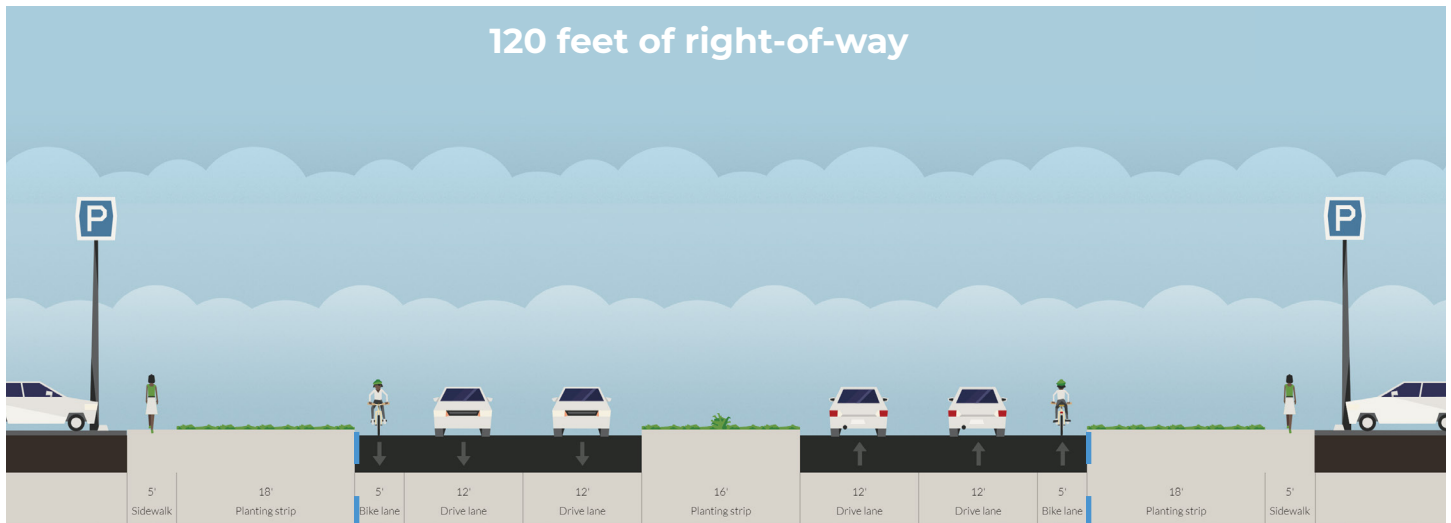 120 feet of right-of-way
P
P
5' 18' 5' 12' 12' 16' 12' 12' 5' 18' 5'
Sidewalk Planting strip Bike lane Drive lane Drive lane Planting strip Drive lane Drive lane Bike lane Planting strip Sidewalk